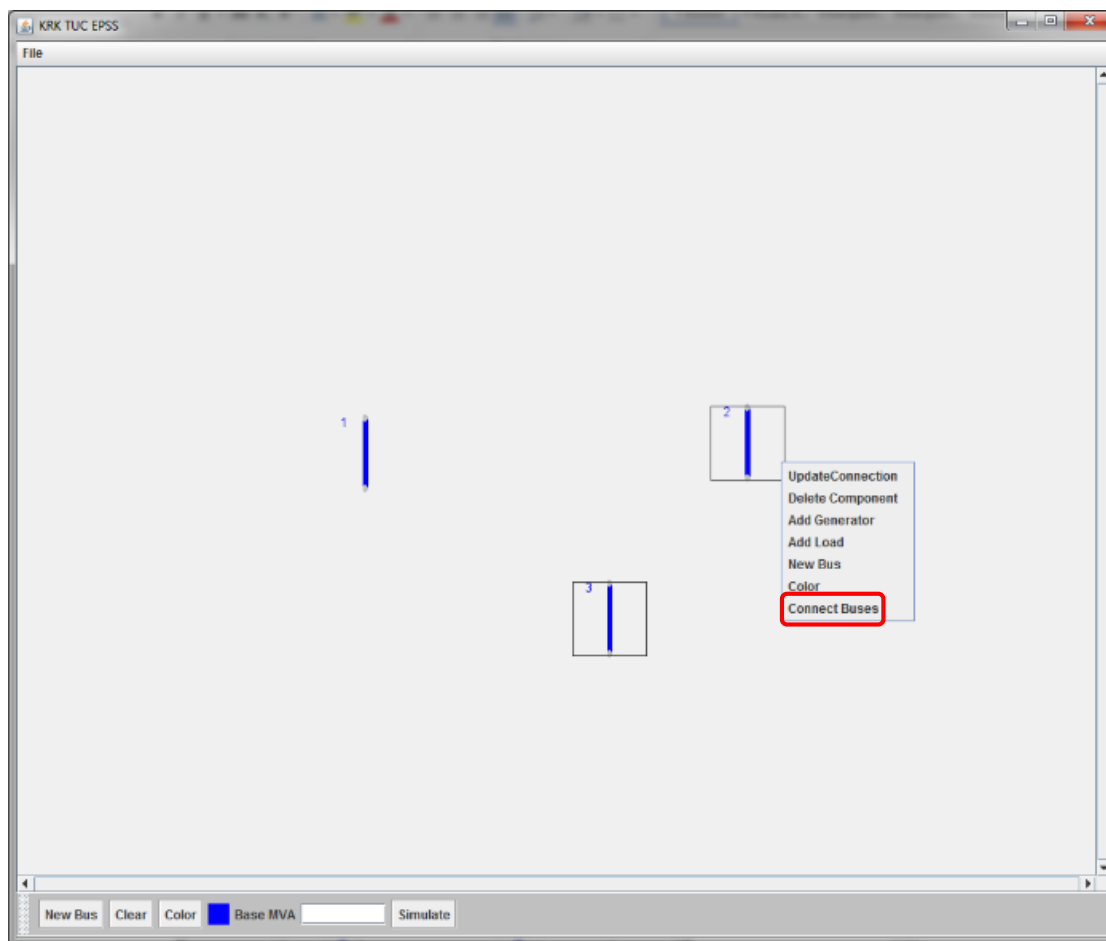 KRK TUC EPSS
File
1
2
UpdateConnection
Delete Component
Add Generator
Add Load
New Bus
Color
Connect Buses
3
New Bus Clear Color Base MVA Simulate